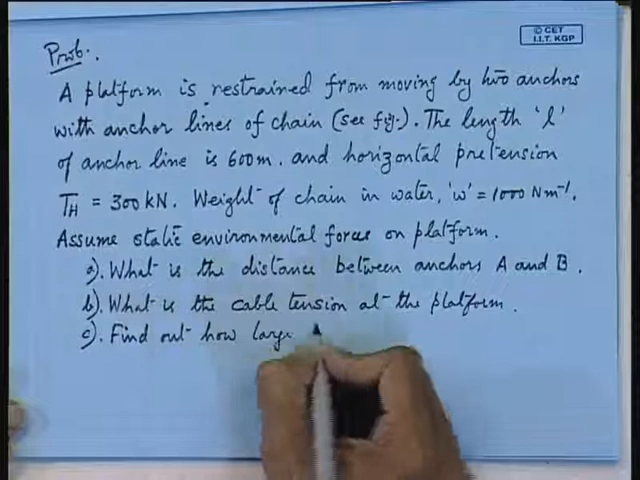 © CET
I.I.T. KGP
Prob.
A platform is restrained from moving by two anchors
with anchor lines of chain (see fig.). The length 'l'
of anchor line is 600m. and horizontal pretension
T_H = 300 kN. Weight of chain in water, 'w' = 1000 Nm⁻¹.
Assume static environmental forces on platform.
a). What is the distance between anchors A and B.
b). What is the cable tension at the platform.
c). Find out how large